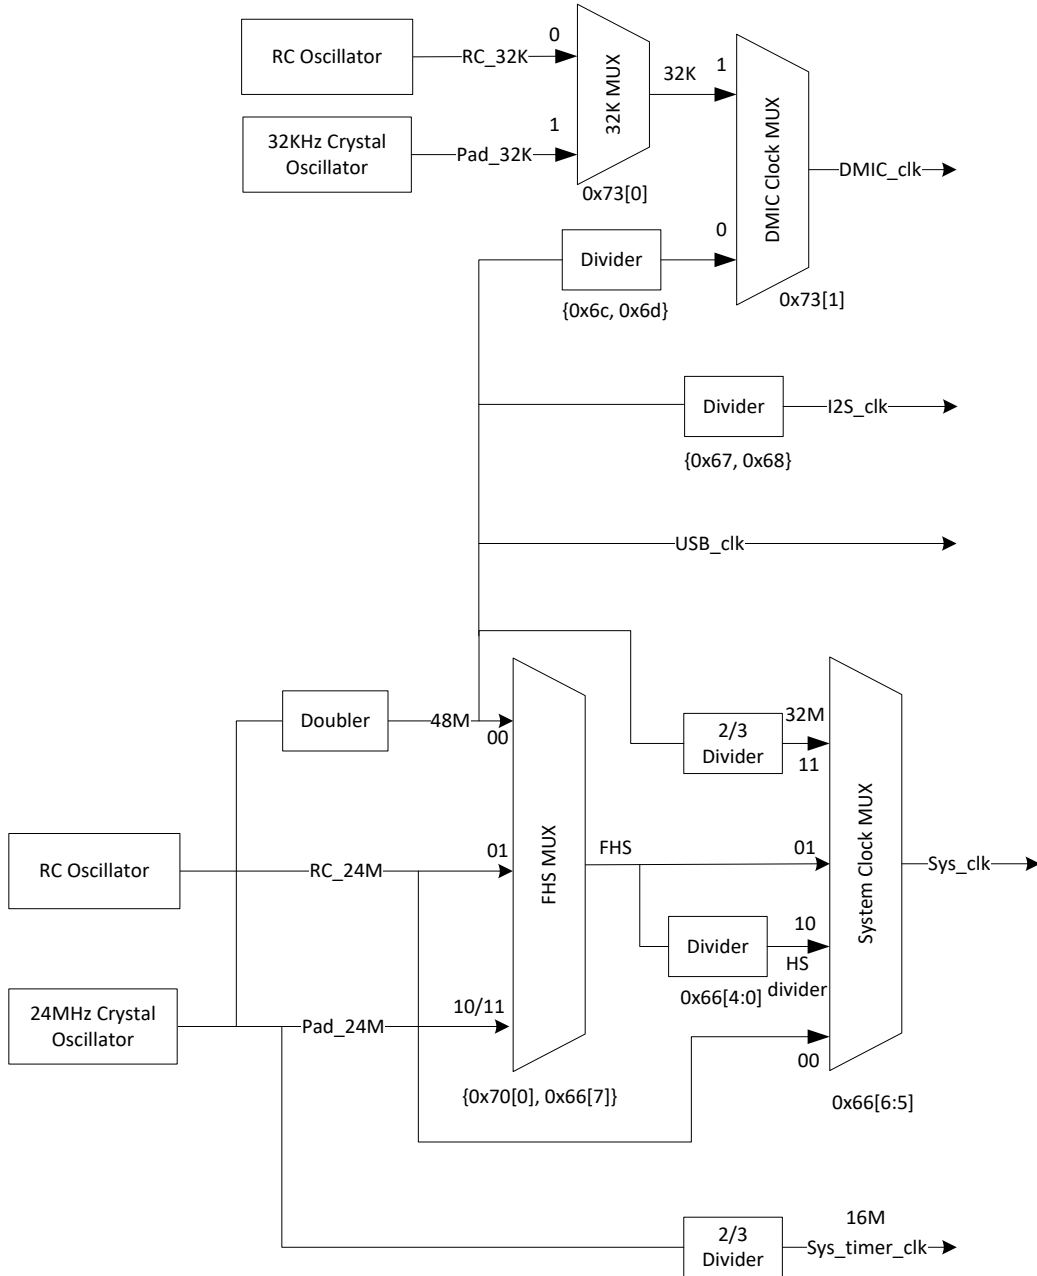 RC Oscillator
RC_32K
0
32KHz Crystal
Oscillator
Pad_32K
1
32K MUX
0x73[0]
32K
1
DMIC Clock MUX
DMIC_clk
0
Divider
{0x6c, 0x6d}
0x73[1]
Divider
I2S_clk
{0x67, 0x68}
USB_clk
Doubler
48M
00
2/3
Divider
32M
11
RC Oscillator
RC_24M
01
FHS MUX
FHS
01
System Clock MUX
Sys_clk
Divider
0x66[4:0]
10
HS
divider
24MHz Crystal
Oscillator
Pad_24M
10/11
00
{0x70[0], 0x66[7]}
0x66[6:5]
2/3
Divider
16M
Sys_timer_clk